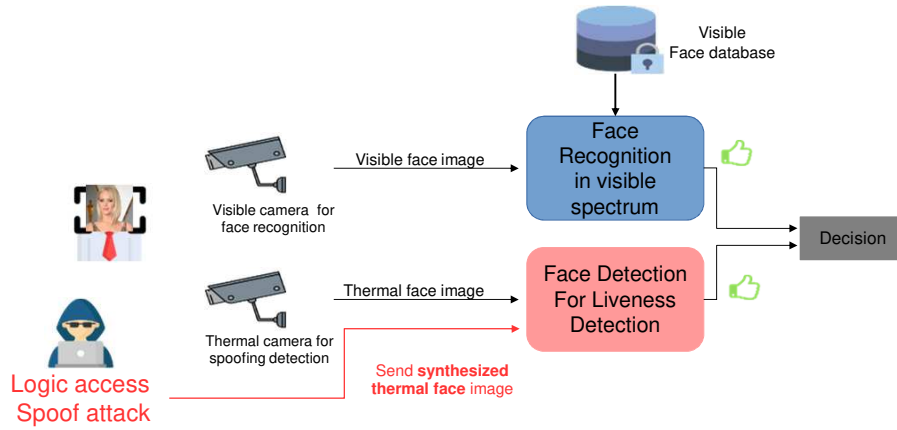 Visible
Face database
Face
Recognition
in visible
spectrum
Visible face image
Visible camera for
face recognition
Decision
Face Detection
For Liveness
Detection
Thermal face image
Thermal camera for
spoofing detection
Send synthesized
thermal face image
Logic access
Spoof attack